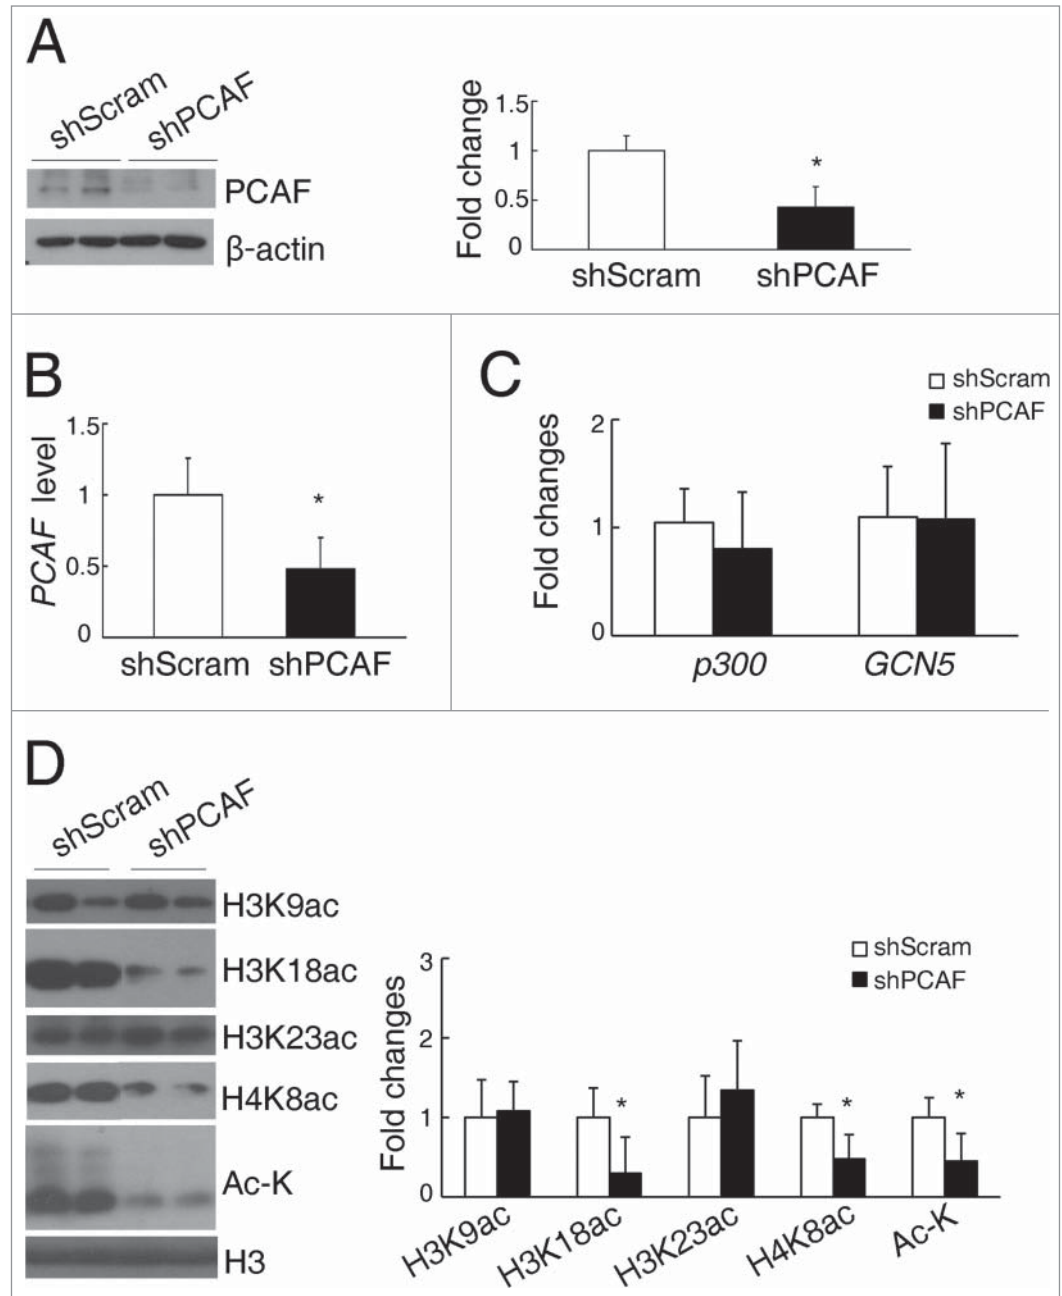 A
shScram
shPCAF
PCAF
β-actin
Fold change
1.5
1
0.5
0
*
shScram
shPCAF
B
PCAF level
1.5
1
0.5
0
*
shScram
shPCAF
C
shScram
shPCAF
Fold changes
2
1
0
p300
GCN5
D
shScram
shPCAF
H3K9ac
H3K18ac
H3K23ac
H4K8ac
Ac-K
H3
shScram
shPCAF
Fold changes
3
2
1
0
*
*
*
H3K9ac
H3K18ac
H3K23ac
H4K8ac
Ac-K